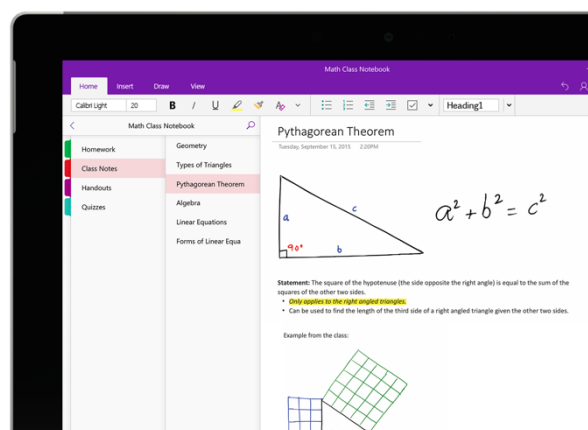 Math Class Notebook
Home Insert Draw View
Calibri Light 20 B I U Heading1
Math Class Notebook
Homework
Class Notes
Handouts
Quizzes
Geometry
Types of Triangles
Pythagorean Theorem
Algebra
Linear Equations
Forms of Linear Equa
Pythagorean Theorem
Tuesday, September 15, 2015 2:20PM
a
c
b
90°
a² + b² = c²
Statement: The square of the hypotenuse (the side opposite the right angle) is equal to the sum of the
squares of the other two sides.
• Only applies to the right angled triangles.
• Can be used to find the length of the third side of a right angled triangle given the other two sides.
Example from the class: